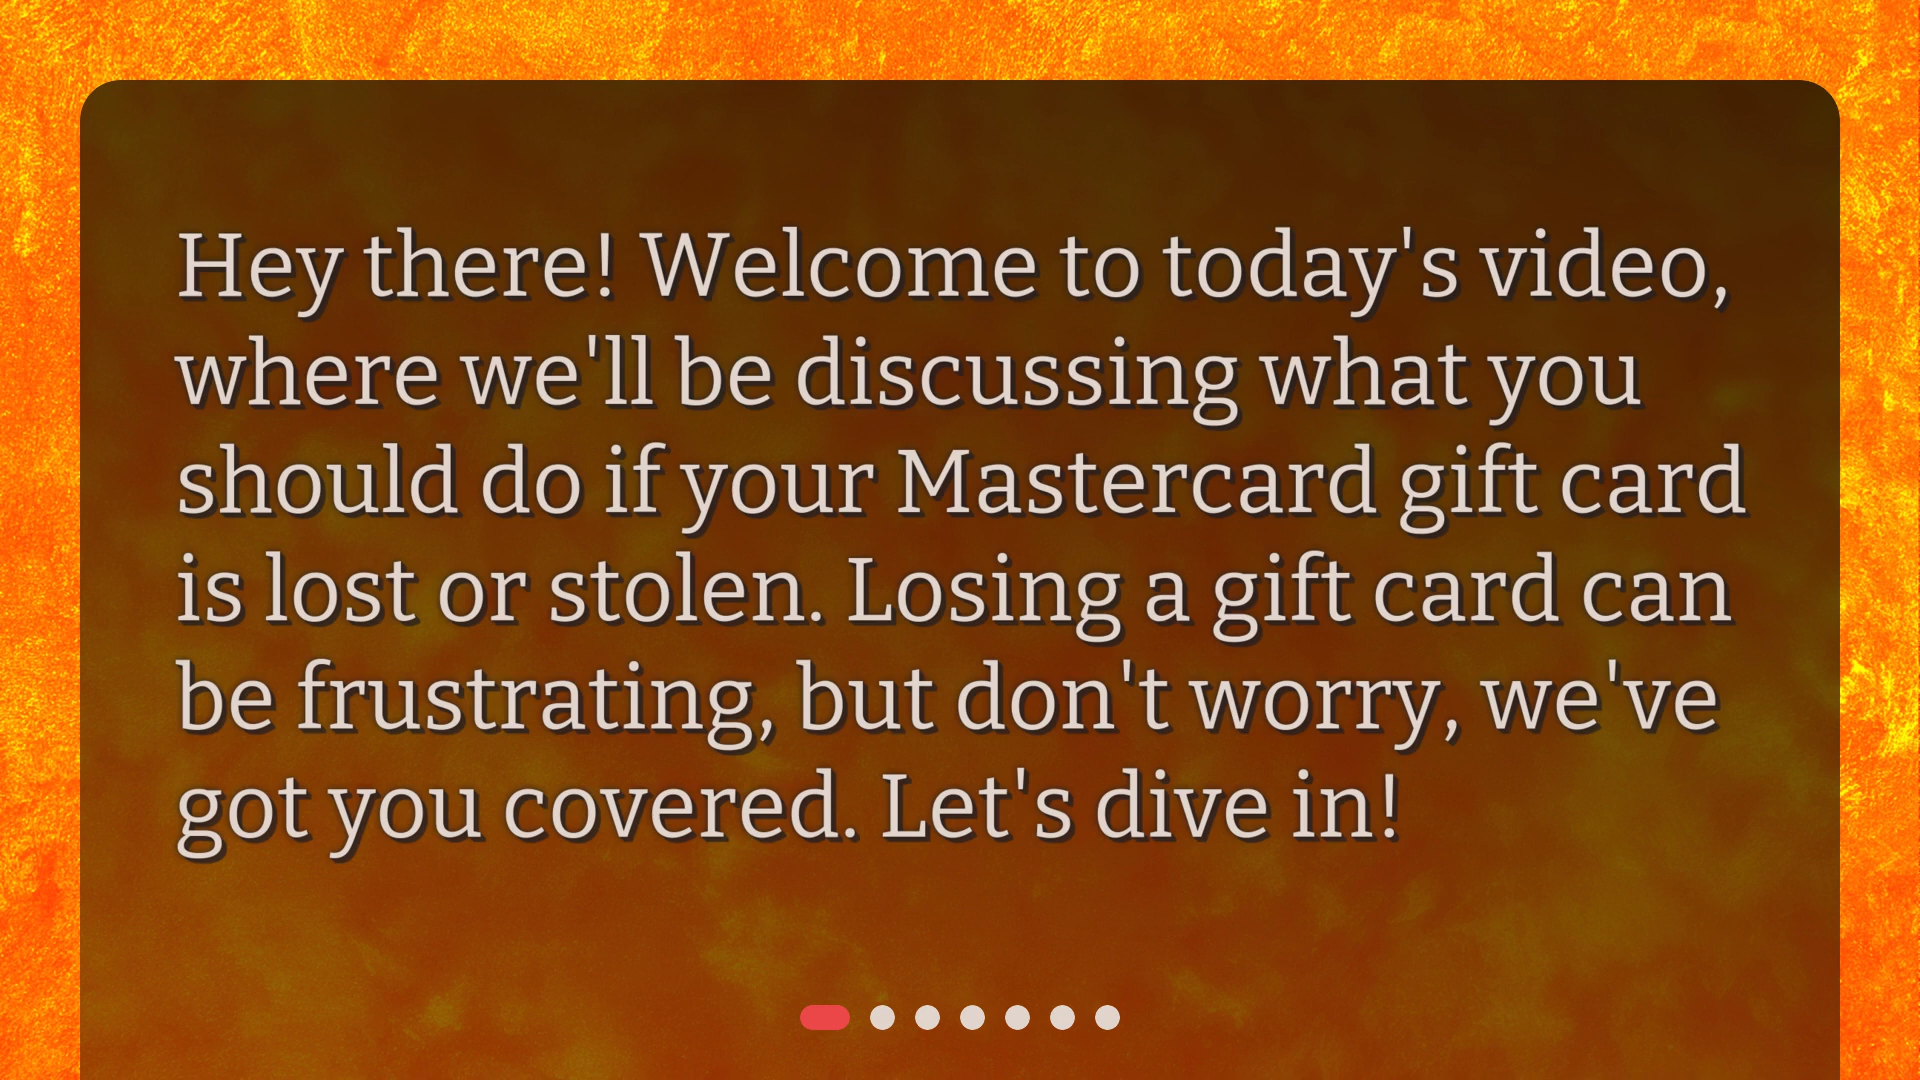 Hey there! Welcome to today's video,
where we'll be discussing what you
should do if your Mastercard gift card
is lost or stolen. Losing a gift card can
be frustrating, but don't worry, we've
got you covered. Let's dive in!